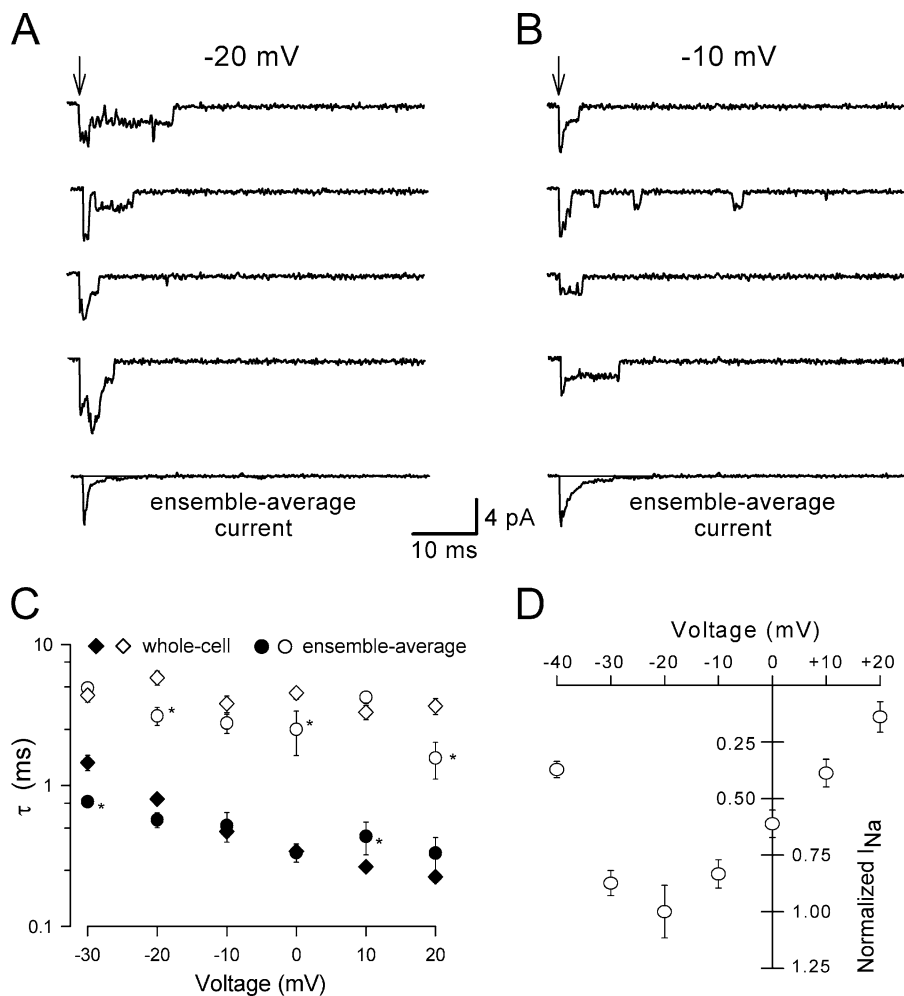 A
B
-20 mV
-10 mV
ensemble-average
current
ensemble-average
current
4 pA
10 ms
C
D
whole-cell
ensemble-average
10
1
0.1
τ (ms)
*
*
*
*
*
-30
-20
-10
0
10
20
Voltage (mV)
Voltage (mV)
-40
-30
-20
-10
0
+10
+20
0.25
0.50
0.75
1.00
1.25
Normalized INa